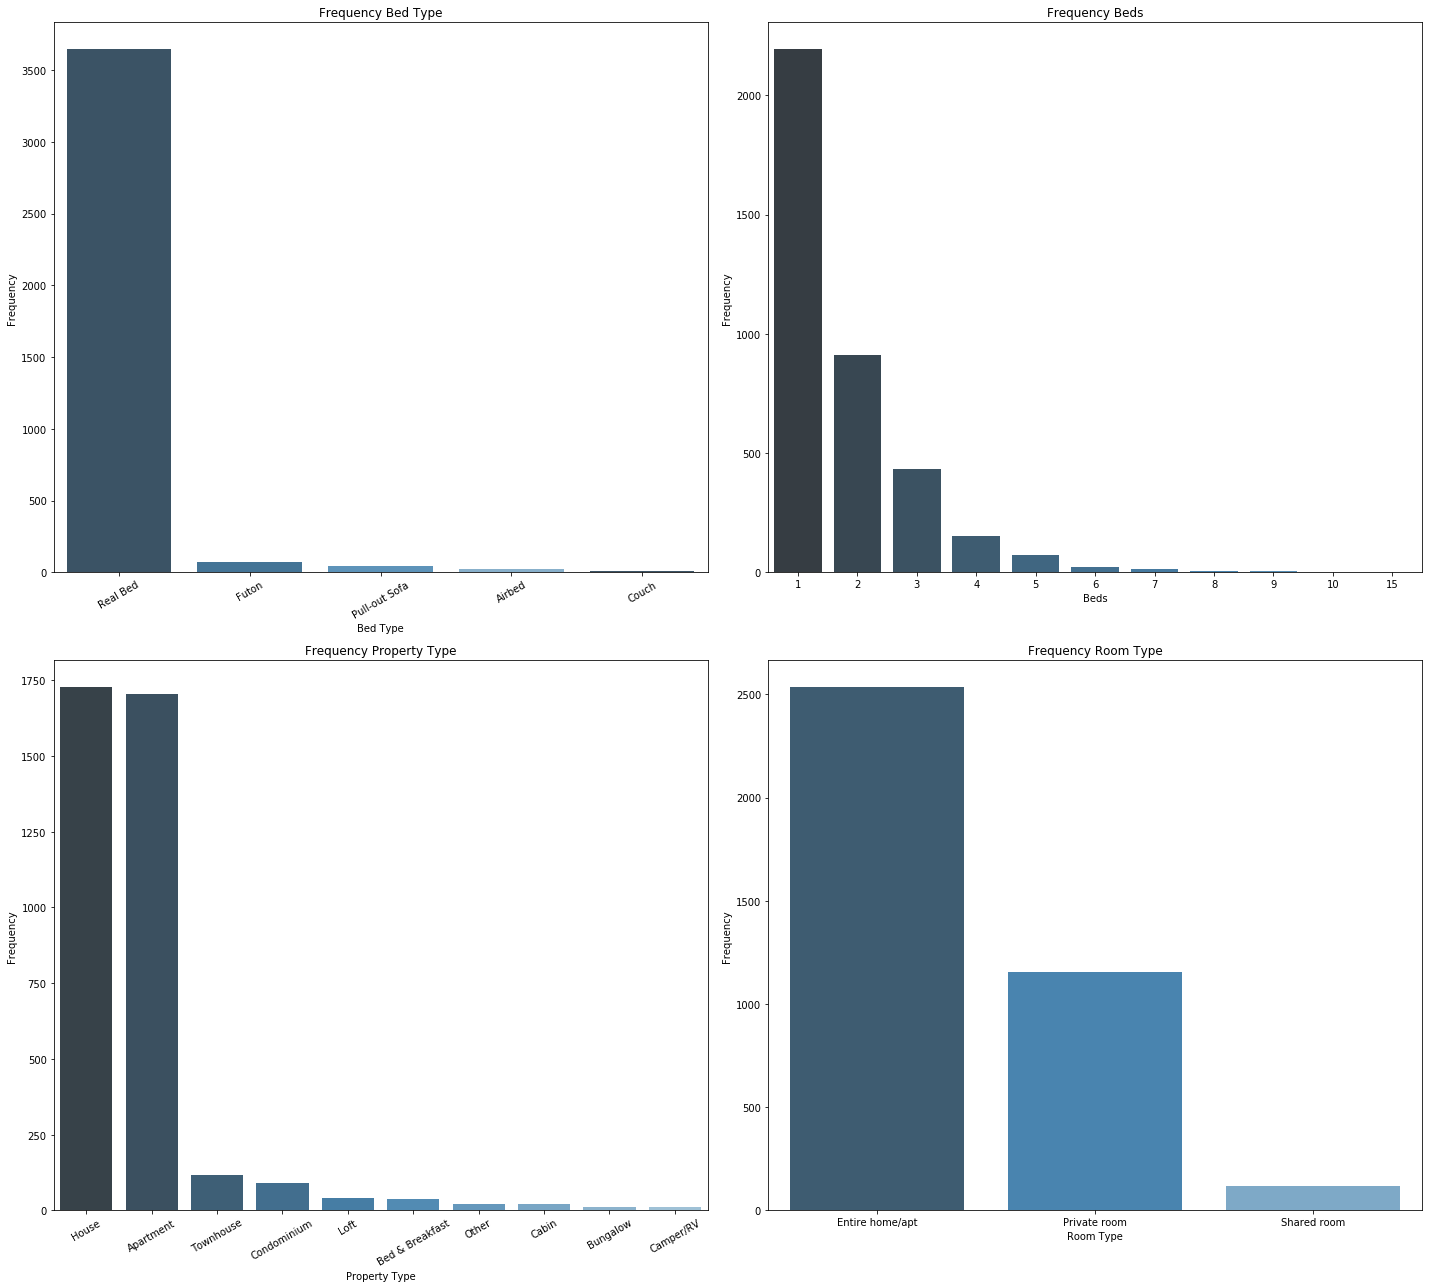 Frequency Bed Type
3500
3000
2500
2000
1500
1000
500
0
Frequency
Real Bed
Futon
Pull-out Sofa
Airbed
Couch
Bed Type
Frequency Beds
2000
1500
1000
500
0
Frequency
1 2 3 4 5 6 7 8 9 10 15
Beds
Frequency Property Type
1750
1500
1250
1000
750
500
250
0
Frequency
House
Apartment
Townhouse
Condominium
Loft
Bed & Breakfast
Other
Cabin
Bungalow
Camper/RV
Property Type
Frequency Room Type
2500
2000
1500
1000
500
0
Frequency
Entire home/apt Private room Shared room
Room Type